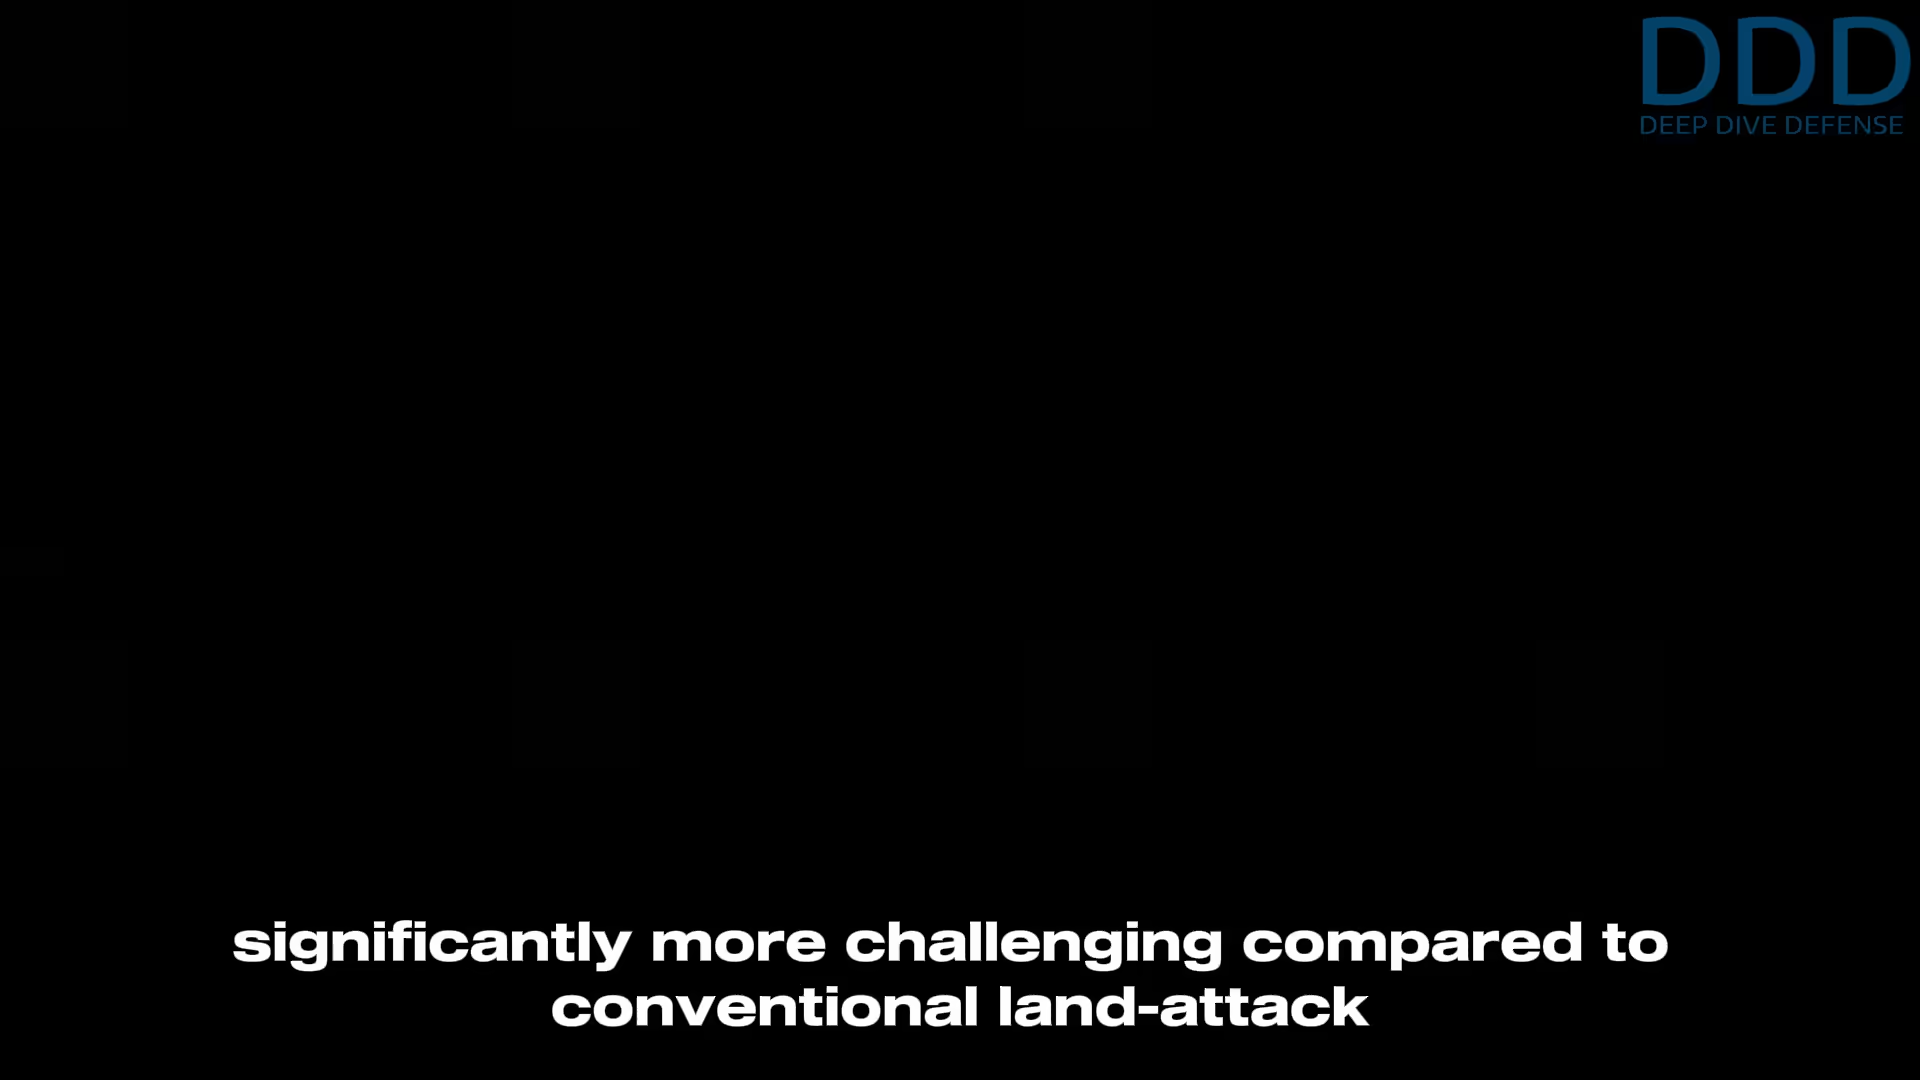 DDD
DEEP DIVE DEFENSE
significantly more challenging compared to
conventional land-attack